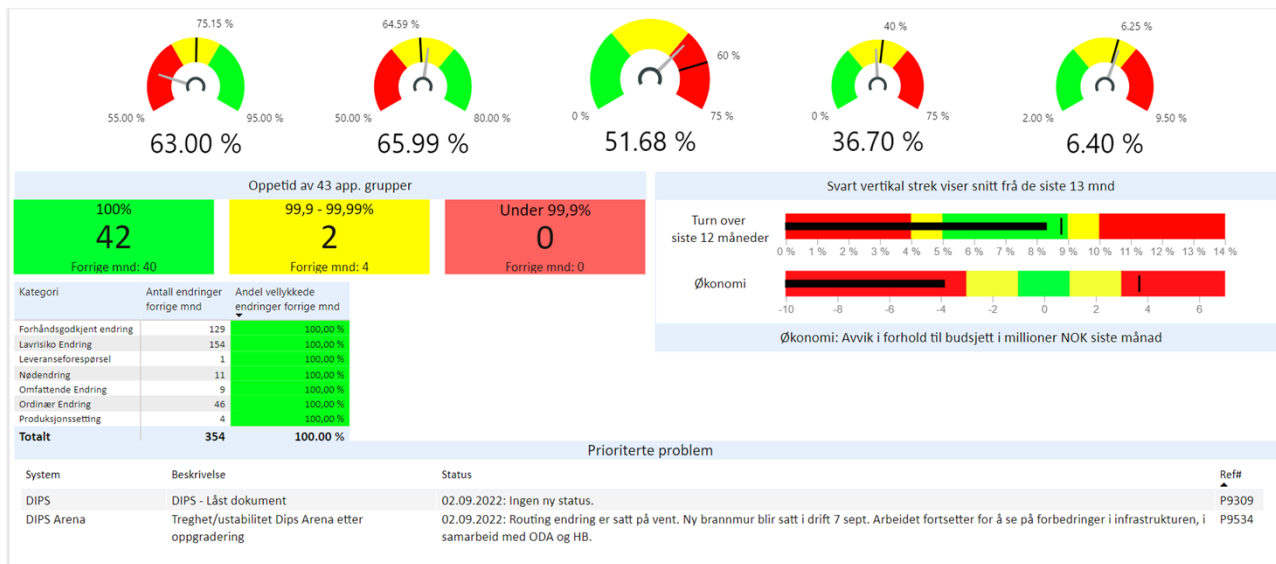 75.15 %
55.00 %
95.00 %
63.00 %
64.59 %
50.00 %
80.00 %
65.99 %
60 %
0 %
75 %
51.68 %
40 %
0 %
75 %
36.70 %
6.25 %
2.00 %
9.50 %
6.40 %
Oppetid av 43 app. grupper
100%
42
Forrige mnd: 40
99,9 - 99,99%
2
Forrige mnd: 4
Under 99,9%
0
Forrige mnd: 0
Svart vertikal strek viser snitt frå de siste 13 mnd
Turn over
siste 12 måneder
0 % 1 % 2 % 3 % 4 % 5 % 6 % 7 % 8 % 9 % 10 % 11 % 12 % 13 % 14 %
Økonomi
-10 -8 -6 -4 -2 0 2 4 6
Økonomi: Avvik i forhold til budsjett i millioner NOK siste månad
Kategori Antall endringer Andel vellykkede
forrige mnd endringer forrige mnd
Forhåndsgodkjent endring 129 100,00 %
Lavrisiko Endring 154 100,00 %
Leveranseforespørsel 1 100,00 %
Nødendring 11 100,00 %
Omfattende Endring 9 100,00 %
Ordinær Endring 46 100,00 %
Produksjonssetting 4 100,00 %
Totalt 354 100.00 %
Prioriterte problem
System Beskrivelse Status Ref#
DIPS DIPS - Låst dokument 02.09.2022: Ingen ny status. P9309
DIPS Arena Treghet/ustabilitet Dips Arena etter 02.09.2022: Routing endring er satt på vent. Ny brannmur blir satt i drift 7 sept. Arbeidet fortsetter for å se på forbedringer i infrastrukturen, i P9534
oppgradering samarbeid med ODA og HB.